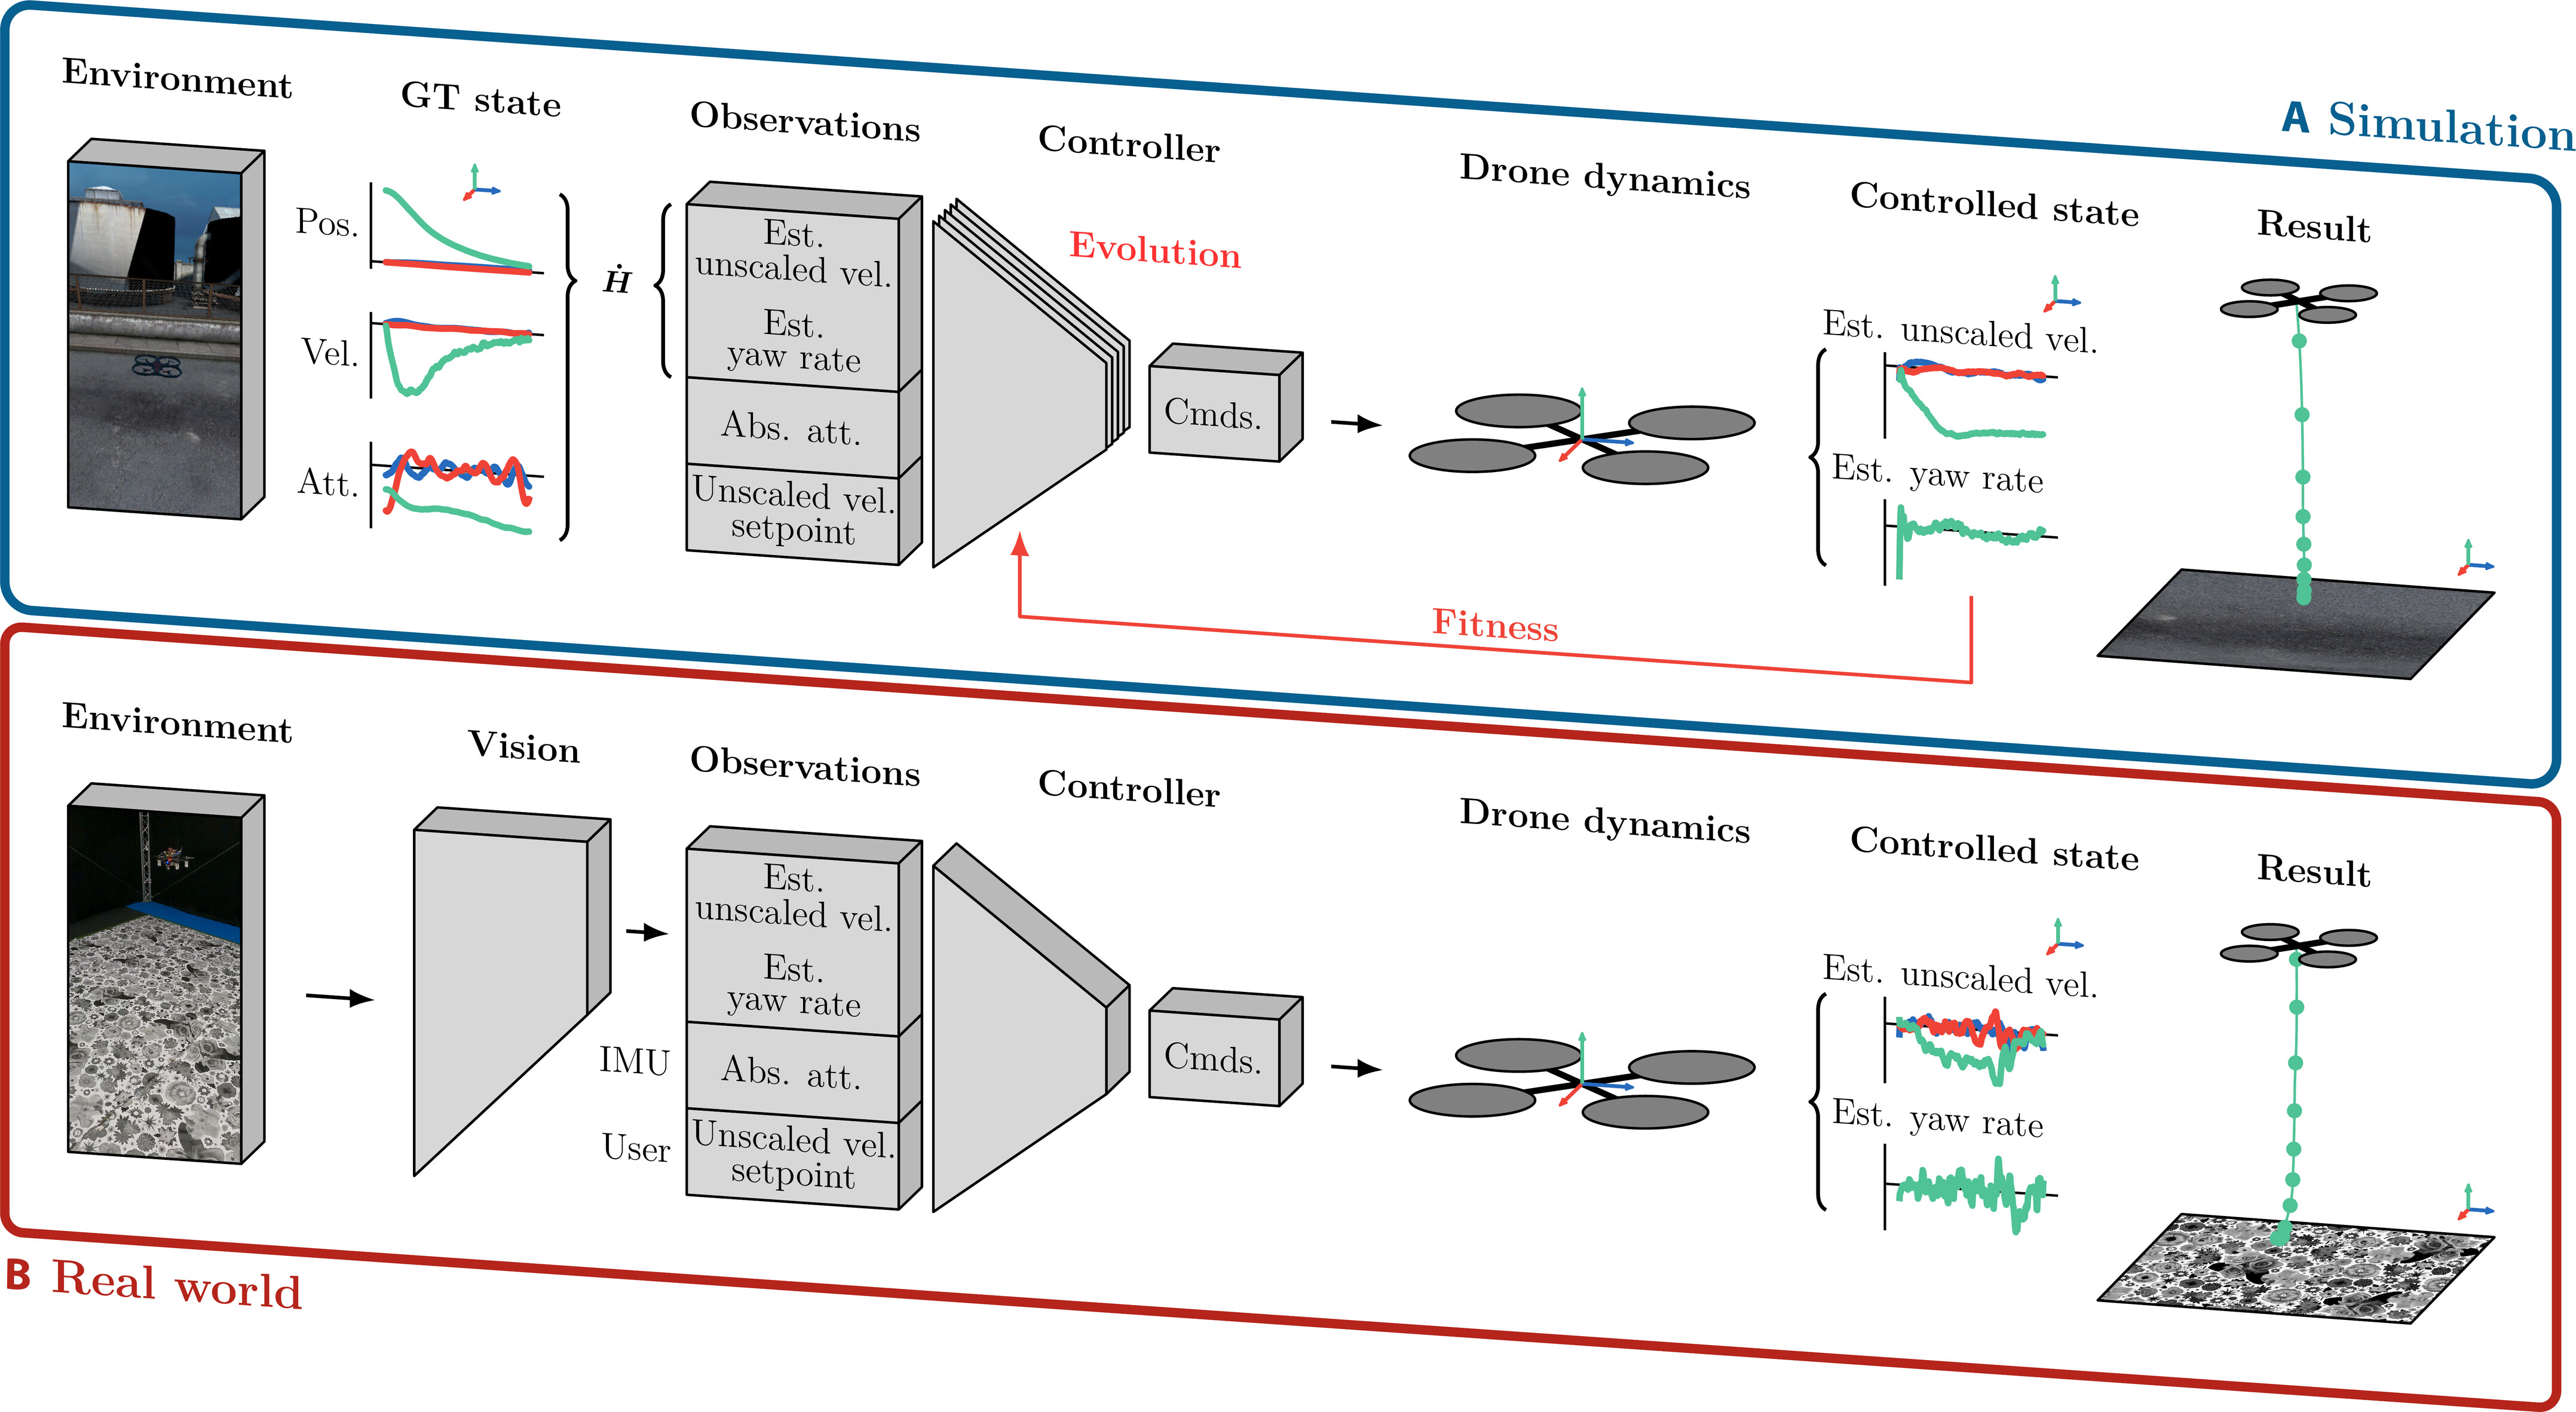 A Simulation
Environment
GT state
Observations
Controller
Drone dynamics
Controlled state
Result
Pos.
Vel.
Att.
Ḣ
Est.
unscaled vel.
Est.
yaw rate
Abs. att.
Unscaled vel.
setpoint
Evolution
Cmds.
Est. unscaled vel.
Est. yaw rate
Fitness
Environment
Vision
Observations
Controller
Drone dynamics
Controlled state
Result
IMU
User
Est.
unscaled vel.
Est.
yaw rate
Abs. att.
Unscaled vel.
setpoint
Cmds.
Est. unscaled vel.
Est. yaw rate
B Real world